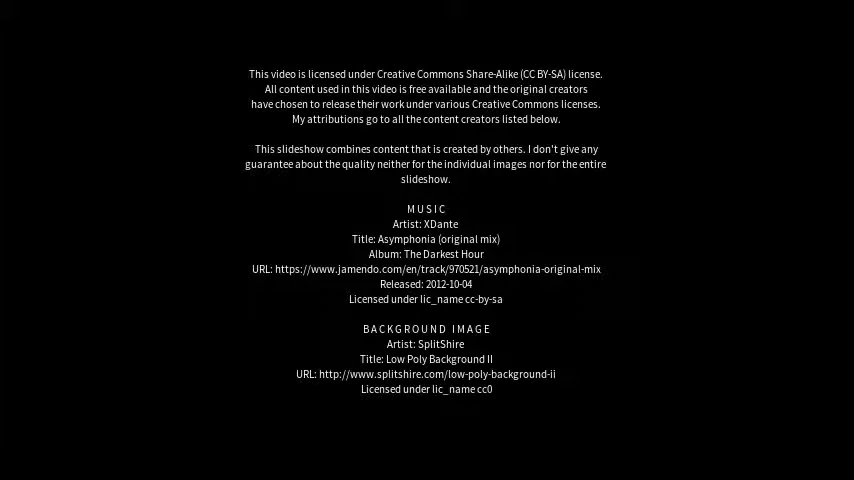 This video is licensed under Creative Commons Share-Alike (CC BY-SA) license.
All content used in this video is free available and the original creators
have chosen to release their work under various Creative Commons licenses.
My attributions go to all the content creators listed below.
This slideshow combines content that is created by others. I don't give any
guarantee about the quality neither for the individual images nor for the entire
slideshow.
MUSIC
Artist: XDante
Title: Asymphonia (original mix)
Album: The Darkest Hour
URL: https://www.jamendo.com/en/track/970521/asymphonia-original-mix
Released: 2012-10-04
Licensed under lic_name cc-by-sa
BACKGROUND IMAGE
Artist: SplitShire
Title: Low Poly Background II
URL: http://www.splitshire.com/low-poly-background-ii
Licensed under lic_name cc0